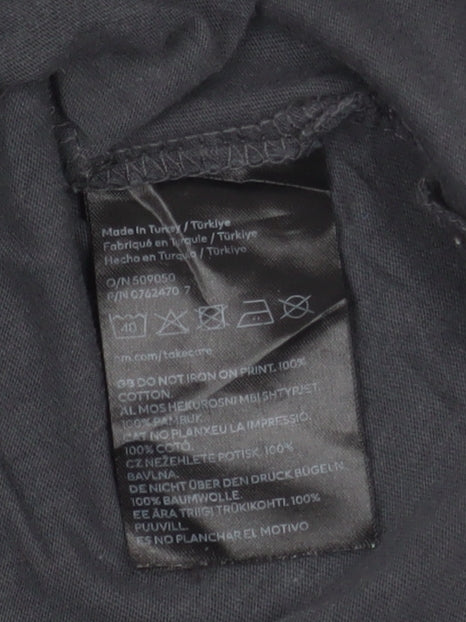 Made in Turkey / Türkiye
Fabriqué en Turquie / Türkiye
Hecho en Turquía / Türkiye
O/N 509050
P/N 0762470 7
40
hm.com/takecare
GB DO NOT IRON ON PRINT. 100%
COTTON.
AL MOS HEKUROSNI MBI SHTYPJET.
100% PAMBUK.
CAT NO PLANXEU LA IMPRESSIÓ.
100% COTÓ.
CZ NEŽEHLETE POTISK. 100%
BAVLNA.
DE NICHT ÜBER DEN DRUCK BÜGELN.
100% BAUMWOLLE.
EE ÄRA TRIIGI TRÜKIKOHTI. 100%
PUUVILL.
ES NO PLANCHAR EL MOTIVO